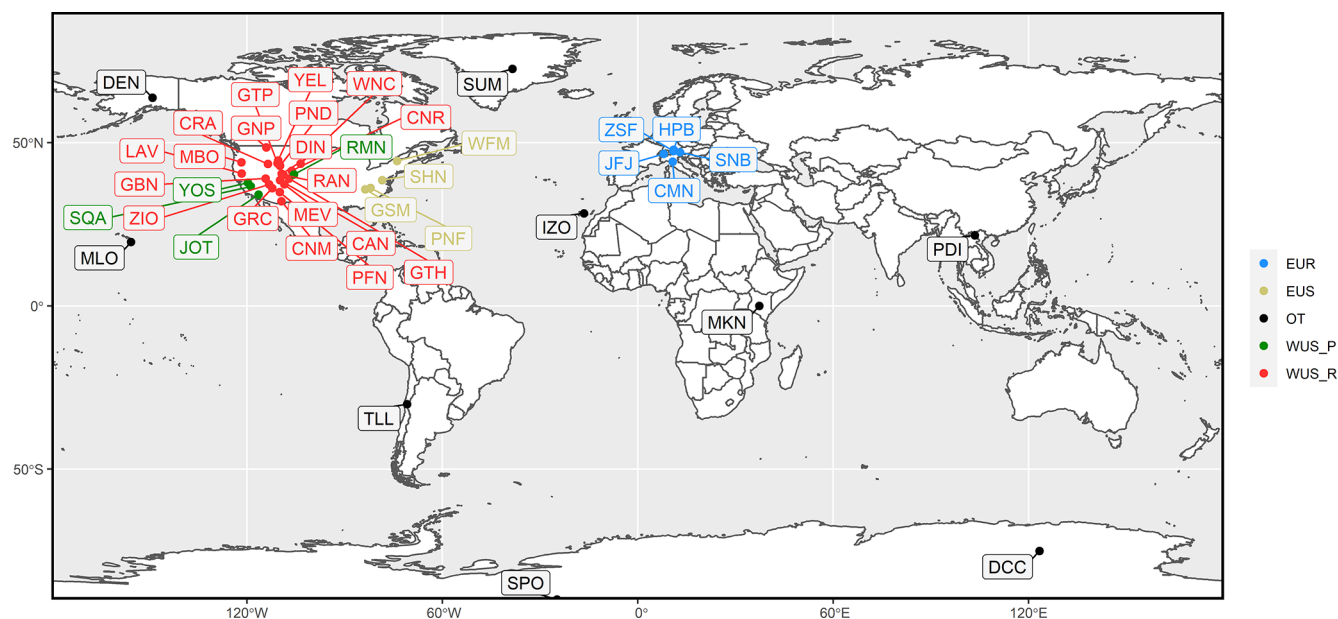 DEN
YEL
WNC
SUM
GTP
PND
CNR
CRA
GNP
ZSF
HPB
50°N
DIN
RMN
WFM
LAV
MBO
JFJ
SNB
GBN
YOS
RAN
SHN
CMN
SQA
ZIO
GRC
MEV
GSM
IZO
PNF
MLO
JOT
CNM
CAN
PDI
PFN
GTH
EUR
EUS
0°
MKN
OT
WUS_P
WUS_R
TLL
50°S
DCC
SPO
120°W
60°W
0°
60°E
120°E